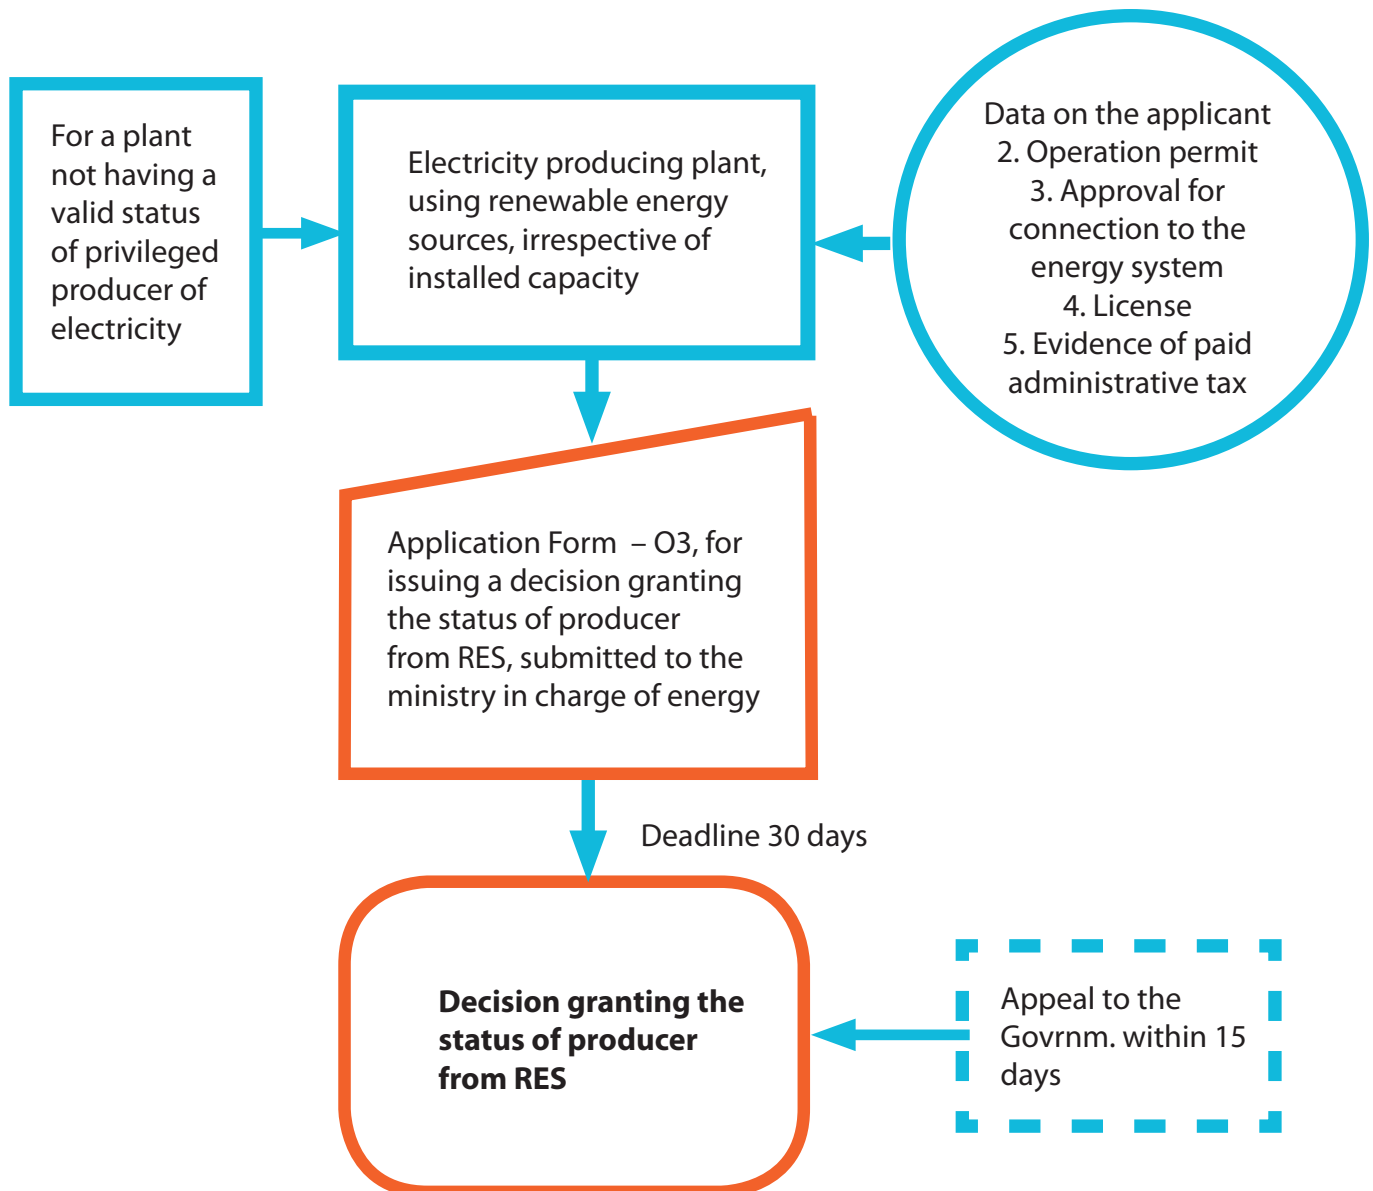 For a plant
not having a
valid status
of privileged
producer of
electricity
Electricity producing plant,
using renewable energy
sources, irrespective of
installed capacity
Data on the applicant
2. Operation permit
3. Approval for
connection to the
energy system
4. License
5. Evidence of paid
administrative tax
Application Form  – O3, for
issuing a decision granting
the status of producer
from RES, submitted to the
ministry in charge of energy
Deadline 30 days
Decision granting the
status of producer
from RES
Appeal to the
Govrnm. within 15
days